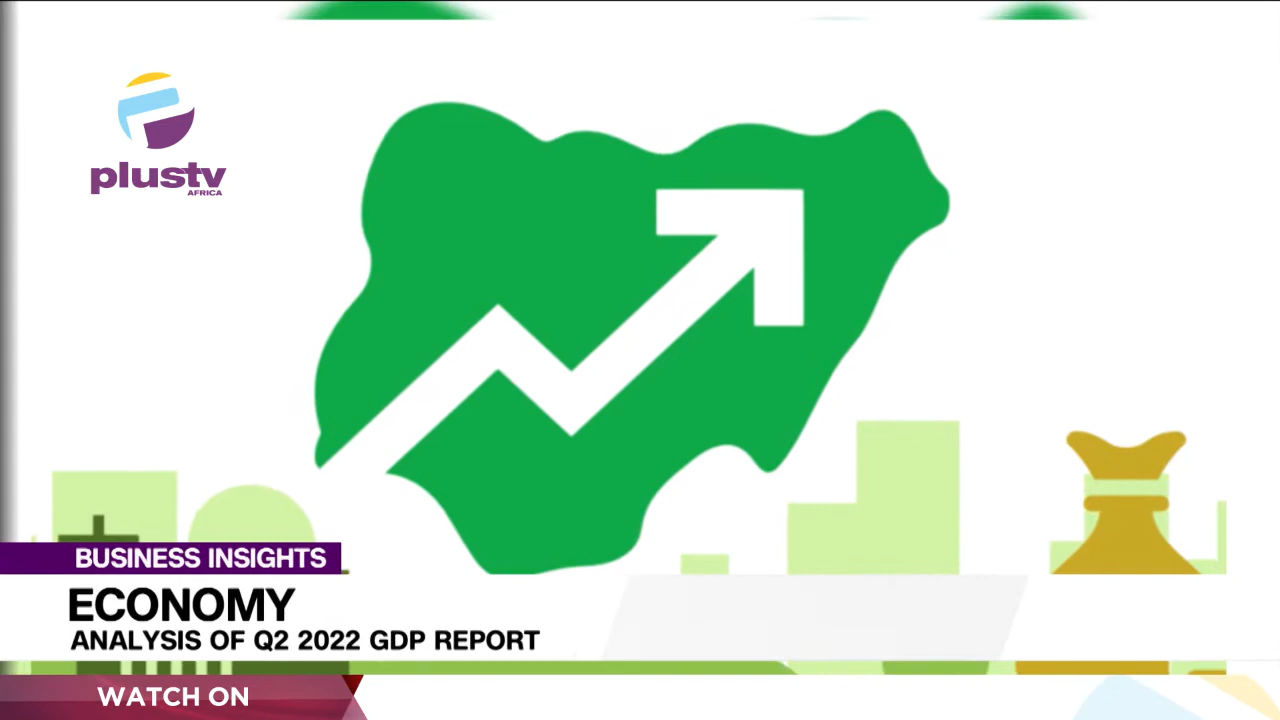 plustv
AFRICA
BUSINESS INSIGHTS
ECONOMY
ANALYSIS OF Q2 2022 GDP REPORT
WATCH ON